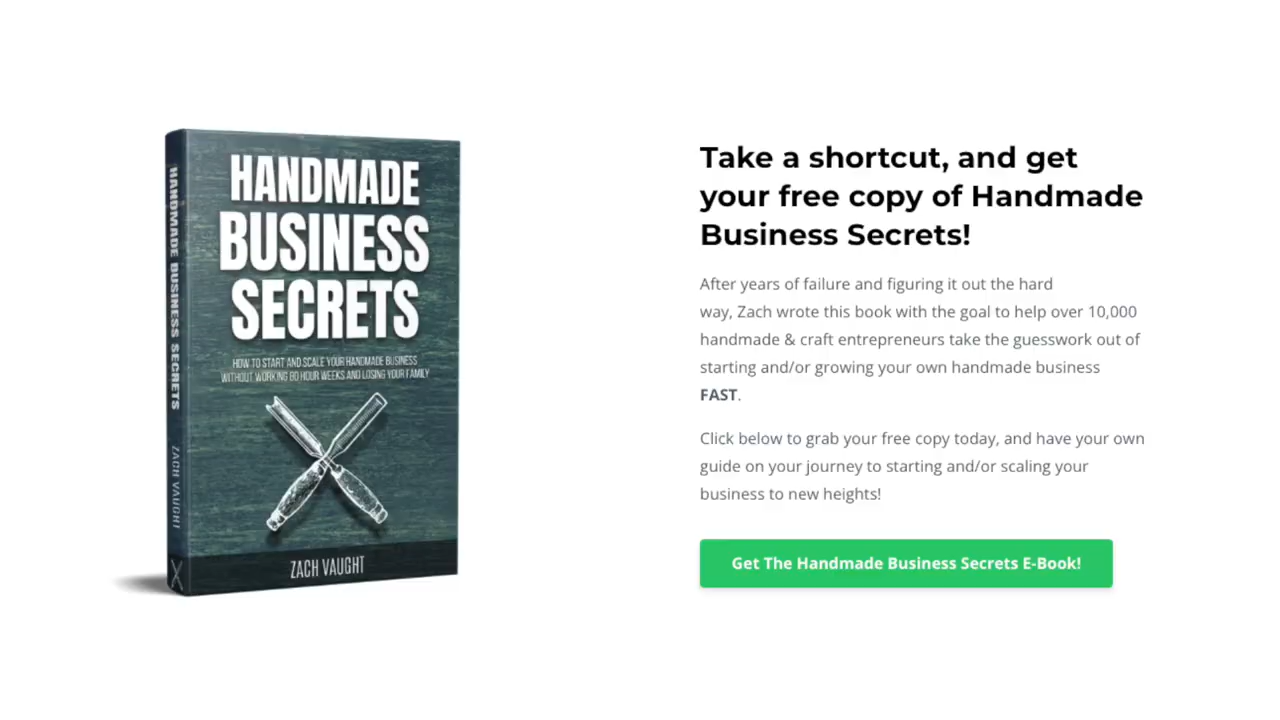 HANDMADE
BUSINESS
SECRETS
HOW TO START AND SCALE YOUR HANDMADE BUSINESS
WITHOUT WORKING 80 HOUR WEEKS AND LOSING YOUR FAMILY
ZACH VAUGHT
HANDMADE BUSINESS SECRETS
ZACH VAUGHT
Take a shortcut, and get
your free copy of Handmade
Business Secrets!
After years of failure and figuring it out the hard
way, Zach wrote this book with the goal to help over 10,000
handmade & craft entrepreneurs take the guesswork out of
starting and/or growing your own handmade business
FAST.
Click below to grab your free copy today, and have your own
guide on your journey to starting and/or scaling your
business to new heights!
Get The Handmade Business Secrets E-Book!